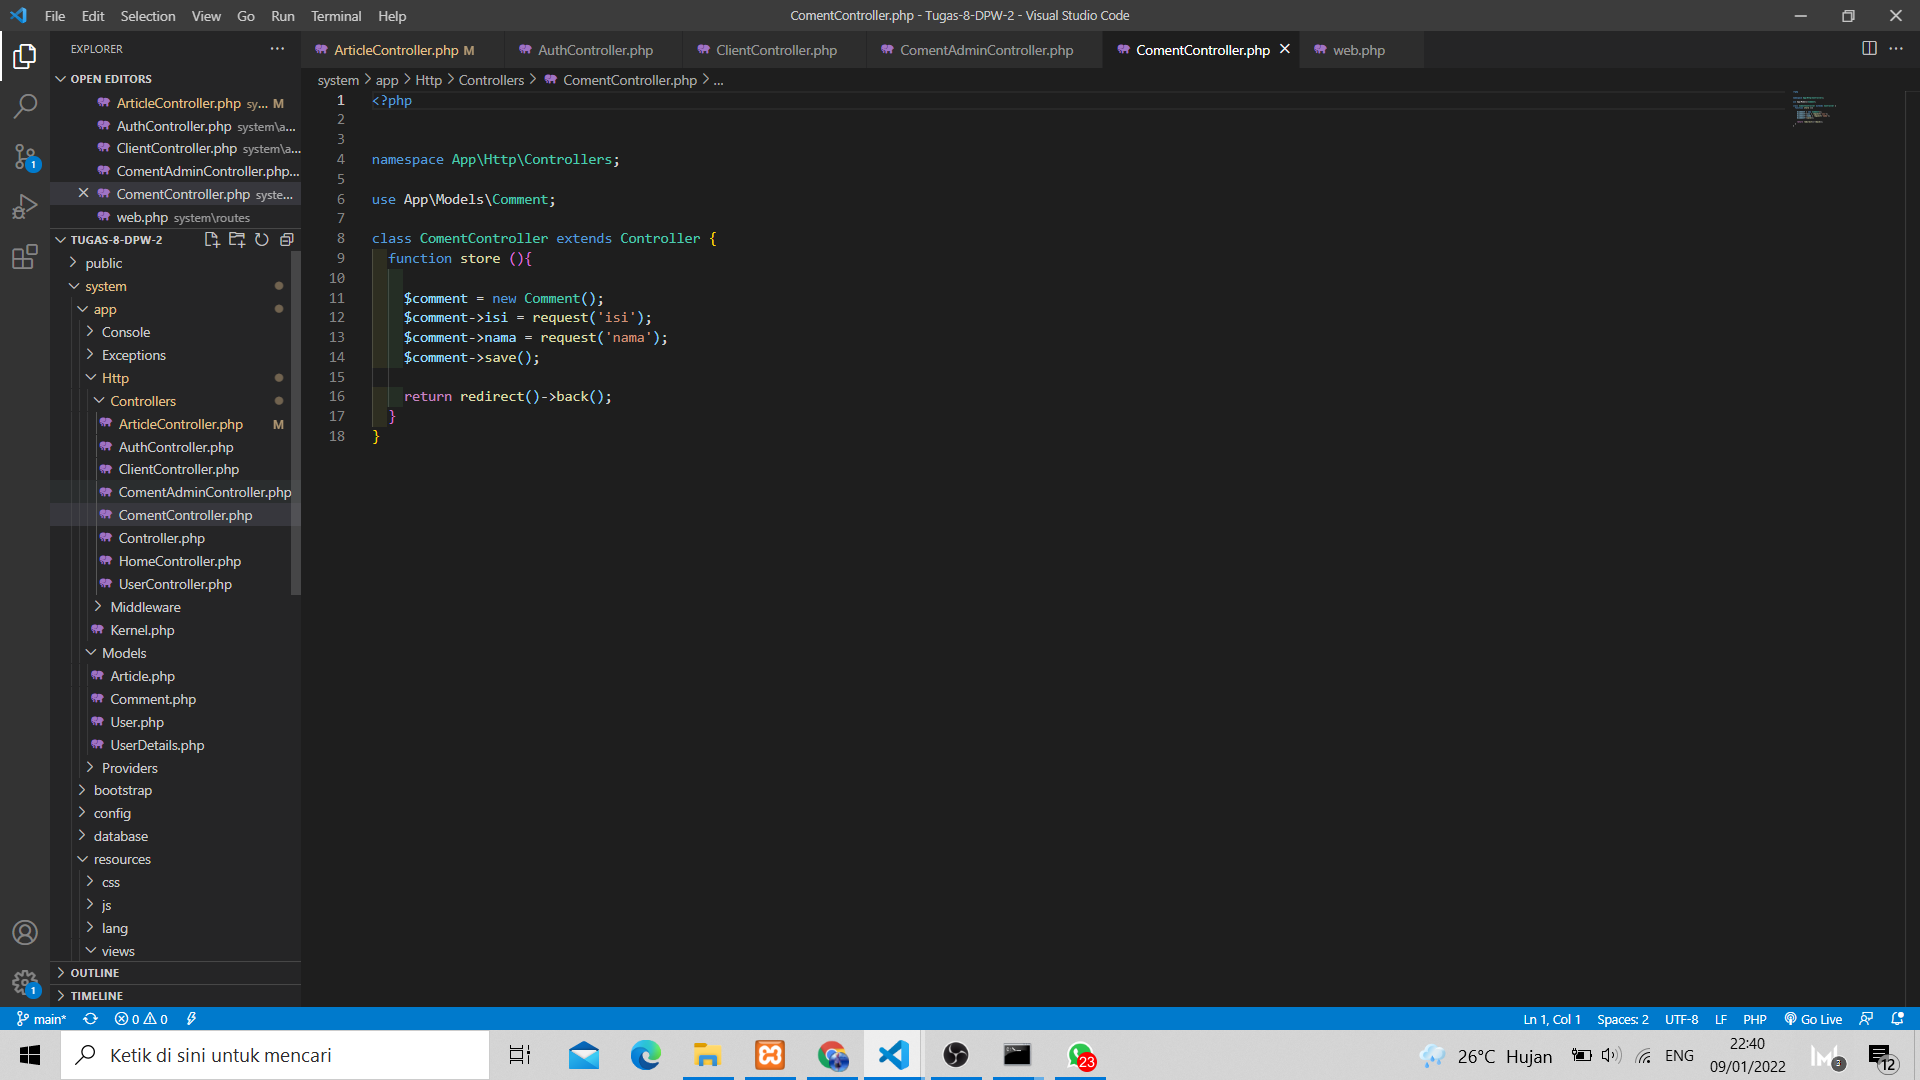 File Edit Selection View Go Run Terminal Help
ComentController.php - Tugas-8-DPW-2 - Visual Studio Code
EXPLORER
OPEN EDITORS
ArticleController.php sy... M
AuthController.php system\a...
ClientController.php system\a...
ComentAdminController.php...
ComentController.php syste...
web.php system\routes
TUGAS-8-DPW-2
public
system
app
Console
Exceptions
Http
Controllers
ArticleController.php M
AuthController.php
ClientController.php
ComentAdminController.php
ComentController.php
Controller.php
HomeController.php
UserController.php
Middleware
Kernel.php
Models
Article.php
Comment.php
User.php
UserDetails.php
Providers
bootstrap
config
database
resources
css
js
lang
views
OUTLINE
TIMELINE
1
1
ArticleController.php M AuthController.php ClientController.php ComentAdminController.php ComentController.php web.php
system > app > Http > Controllers > ComentController.php > ...
1 <?php
2
3
4 namespace App\Http\Controllers;
5
6 use App\Models\Comment;
7
8 class ComentController extends Controller {
9 function store (){
10
11 $comment = new Comment();
12 $comment->isi = request('isi');
13 $comment->nama = request('nama');
14 $comment->save();
15
16 return redirect()->back();
17 }
18 }
main* 0 0 Ln 1, Col 1 Spaces: 2 UTF-8 LF PHP Go Live
Ketik di sini untuk mencari
23
26°C Hujan ENG
22:40
09/01/2022
3
12